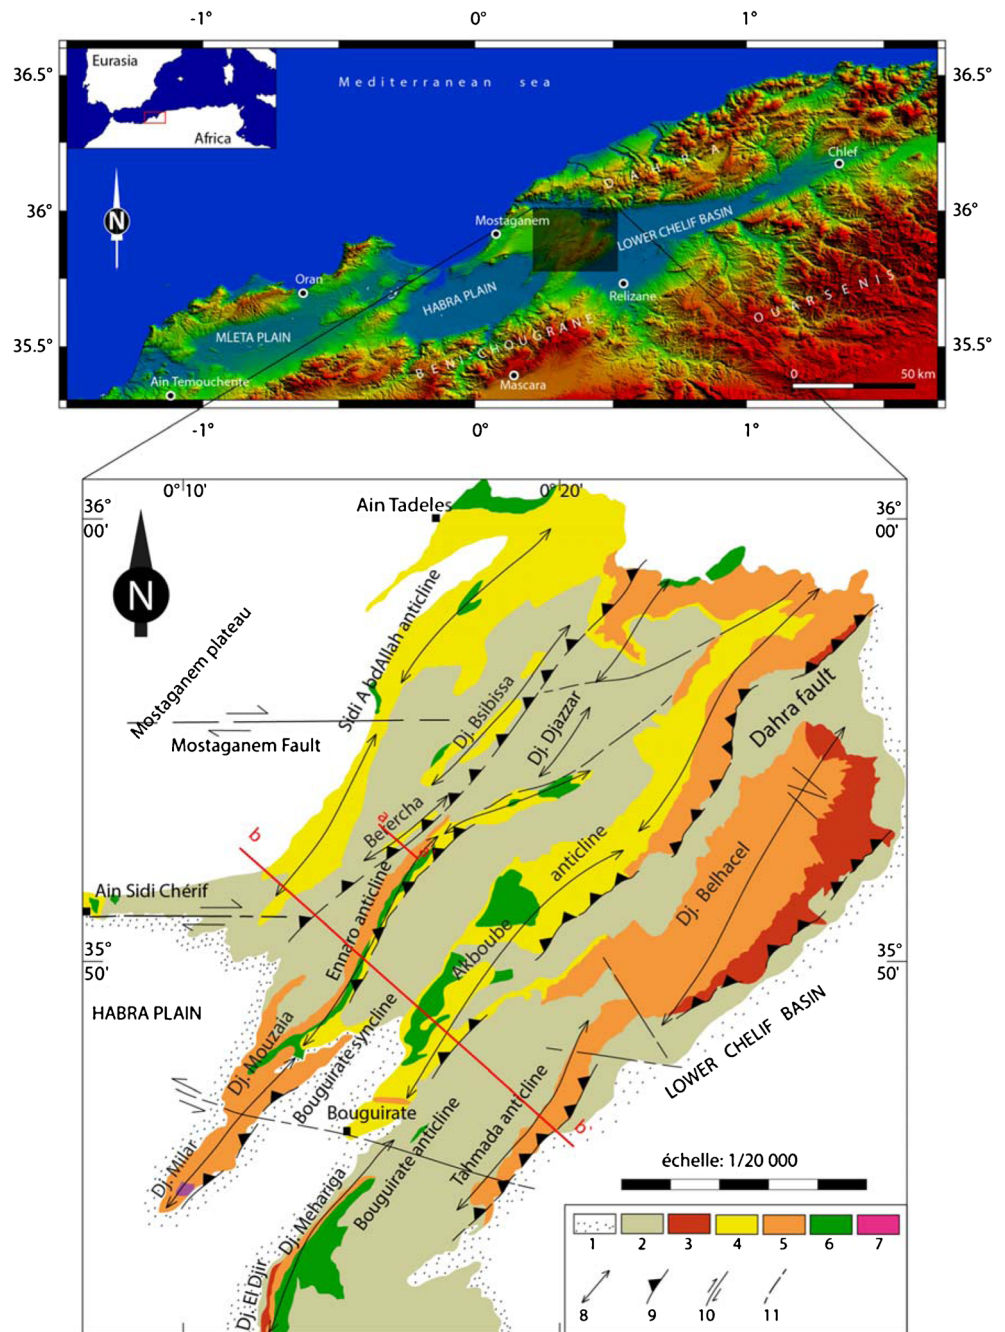 -1° 0° 1°
36.5° 36.5°
Eurasia
Africa
Mediterranean sea
N
DAHRA
Chlef
36° 36°
Mostaganem
LOWER CHELIF BASIN
Oran
HABRA PLAIN
Relizane
OUARSENIS
MLETA PLAIN
BENI CHOUGRANE
35.5° 35.5°
Ain Temouchente
Mascara
0 50 km
-1° 0° 1°
0°10' 0°20'
36° 00'
36° 00'
Ain Tadeles
N
Mostaganem plateau
Sidi A bdAllah anticline
Mostaganem Fault
Dj. Bsibissa
Dj. Djazzar
Dahra fault
Berercha
a
b
anticline
Dj. Belhacel
Ain Sidi Chérif
Ennaro anticline
Akboube
35° 50'
35° 50'
HABRA PLAIN
LOWER CHELIF BASIN
Dj. Mouzaia
Bouguirate syncline
Bouguirate
b'
Dj. Milar
Bouguirate anticline
Tahmada anticline
Dj. Mehariga
Dj. El Djir
échelle: 1/20 000
1 2 3 4 5 6 7
8 9 10 11